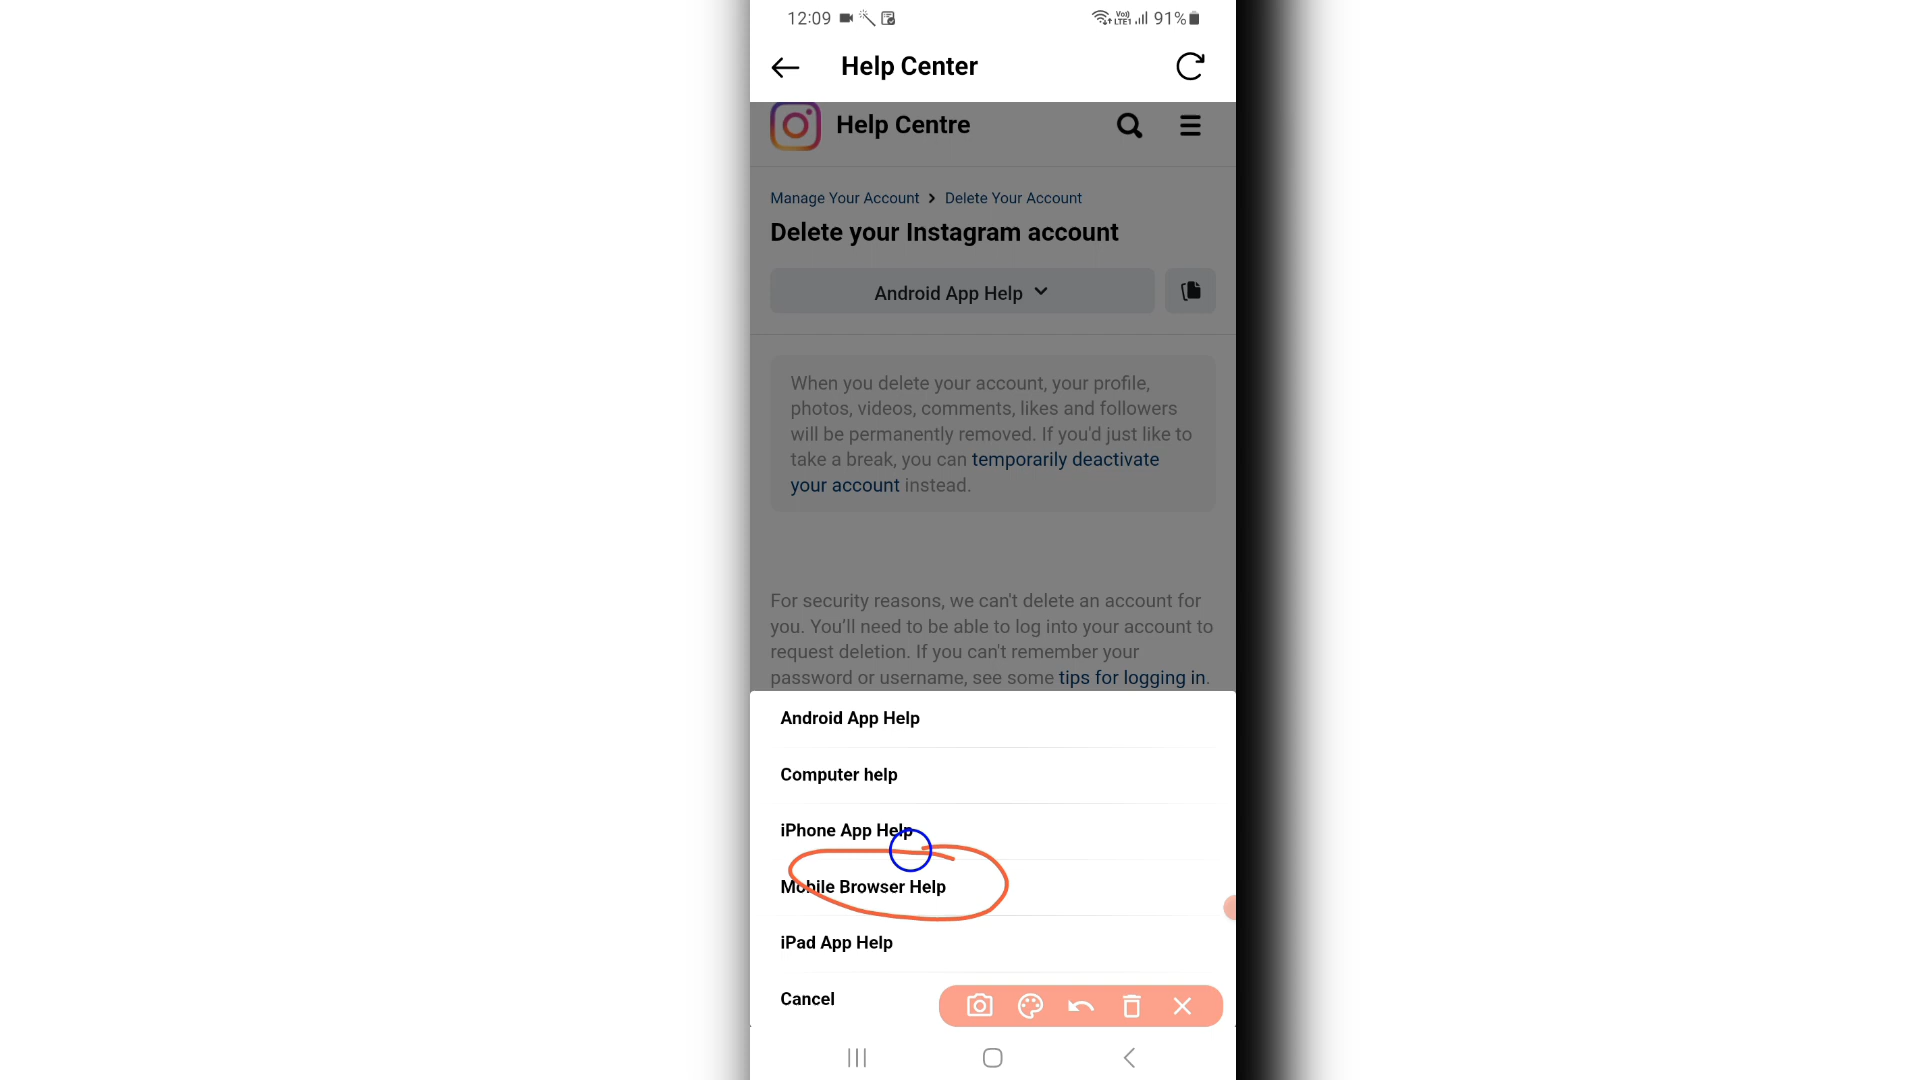 12:09
Vo)) LTE1 91%
Help Center
Help Centre
Manage Your Account > Delete Your Account
Delete your Instagram account
Android App Help
When you delete your account, your profile,
photos, videos, comments, likes and followers
will be permanently removed. If you'd just like to
take a break, you can temporarily deactivate
your account instead.
For security reasons, we can't delete an account for
you. You’ll need to be able to log into your account to
request deletion. If you can't remember your
password or username, see some tips for logging in.
Android App Help
Computer help
iPhone App Help
Mobile Browser Help
iPad App Help
Cancel